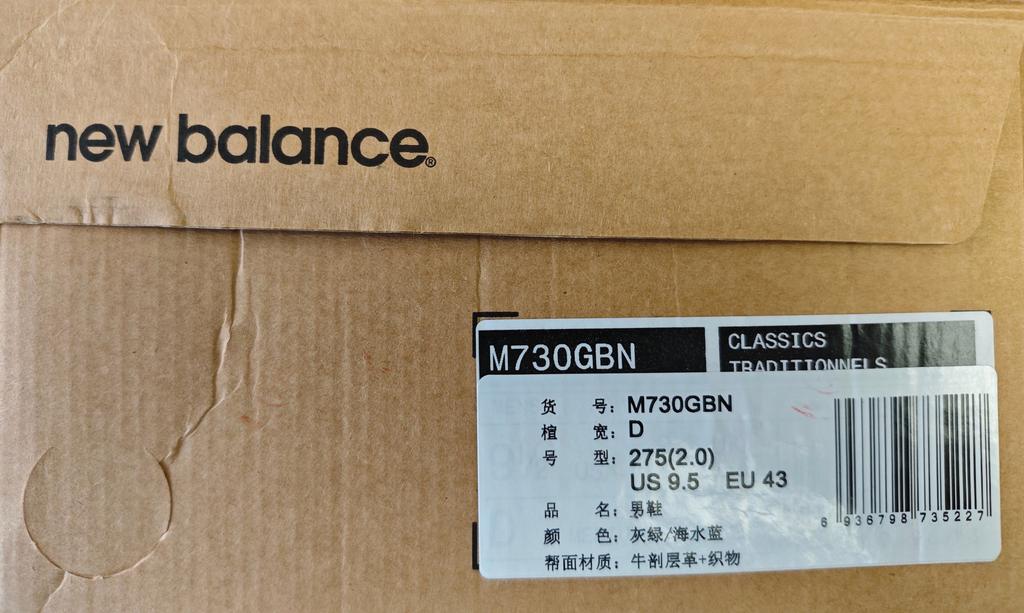 new balance®
M730GBN
CLASSICS
TRADITIONNELS
货 号: M730GBN
楦 宽: D
号 型: 275(2.0)
US 9.5 EU 43
品 名: 男鞋
颜 色: 灰绿/海水蓝
帮面材质: 牛剖层革+织物
6 936798 735227